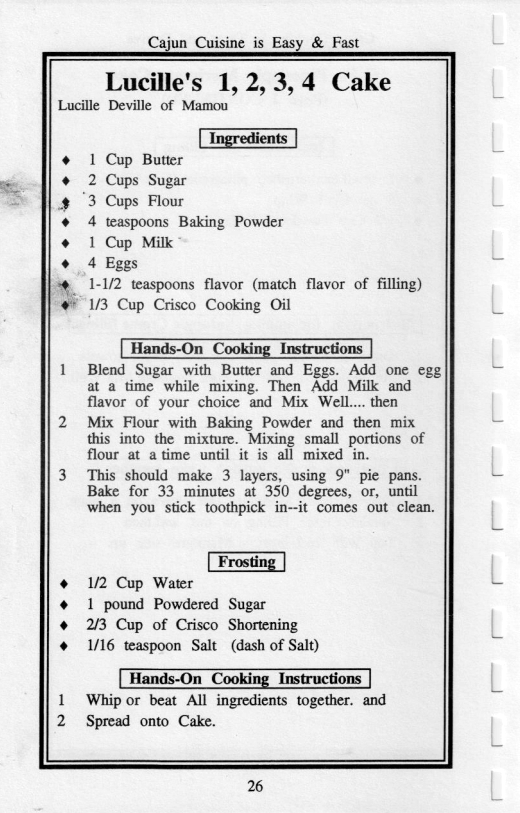 Cajun Cuisine is Easy & Fast
Lucille's 1, 2, 3, 4 Cake
Lucille Deville of Mamou
Ingredients
♦ 1 Cup Butter
♦ 2 Cups Sugar
♦ 3 Cups Flour
♦ 4 teaspoons Baking Powder
♦ 1 Cup Milk
♦ 4 Eggs
♦ 1-1/2 teaspoons flavor (match flavor of filling)
♦ 1/3 Cup Crisco Cooking Oil
Hands-On Cooking Instructions
1 Blend Sugar with Butter and Eggs. Add one egg
at a time while mixing. Then Add Milk and
flavor of your choice and Mix Well.... then
2 Mix Flour with Baking Powder and then mix
this into the mixture. Mixing small portions of
flour at a time until it is all mixed in.
3 This should make 3 layers, using 9" pie pans.
Bake for 33 minutes at 350 degrees, or, until
when you stick toothpick in--it comes out clean.
Frosting
♦ 1/2 Cup Water
♦ 1 pound Powdered Sugar
♦ 2/3 Cup of Crisco Shortening
♦ 1/16 teaspoon Salt (dash of Salt)
Hands-On Cooking Instructions
1 Whip or beat All ingredients together. and
2 Spread onto Cake.
26